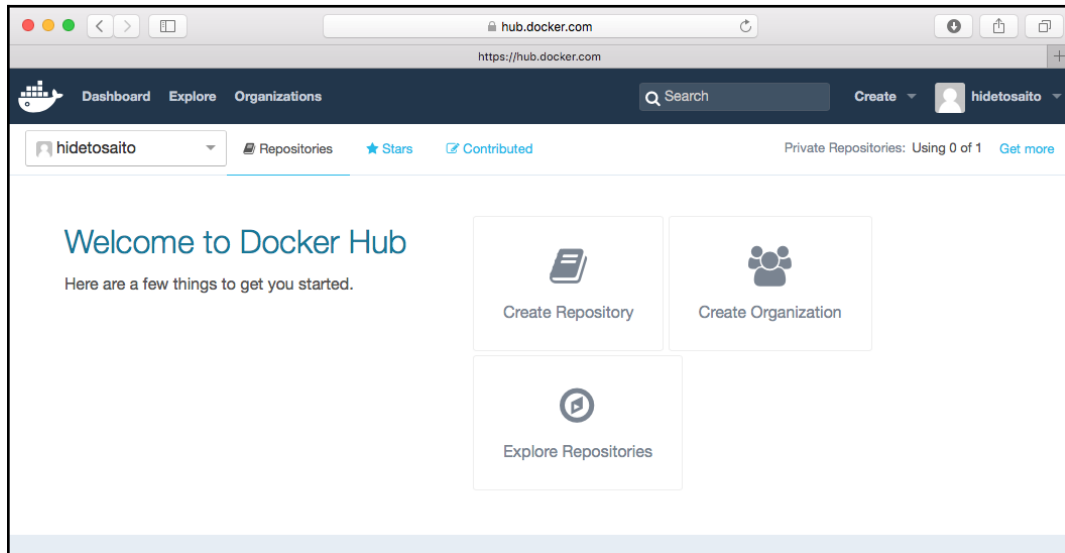 hub.docker.com
https://hub.docker.com
Dashboard Explore Organizations Search Create hidetosaito
hidetosaito Repositories Stars Contributed Private Repositories: Using 0 of 1 Get more
Welcome to Docker Hub
Here are a few things to get you started.
Create Repository Create Organization
Explore Repositories